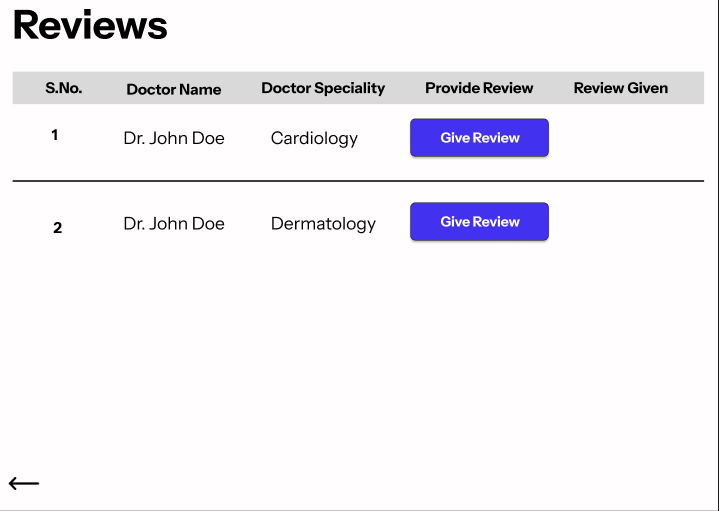 Reviews
S.No. Doctor Name Doctor Speciality Provide Review Review Given
1 Dr. John Doe Cardiology Give Review
2 Dr. John Doe Dermatology Give Review